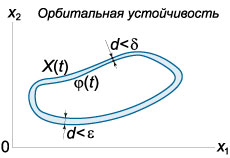 x₂ Орбитальная устойчивость
d<δ
X(t)
φ(t)
d<ε
0
x₁